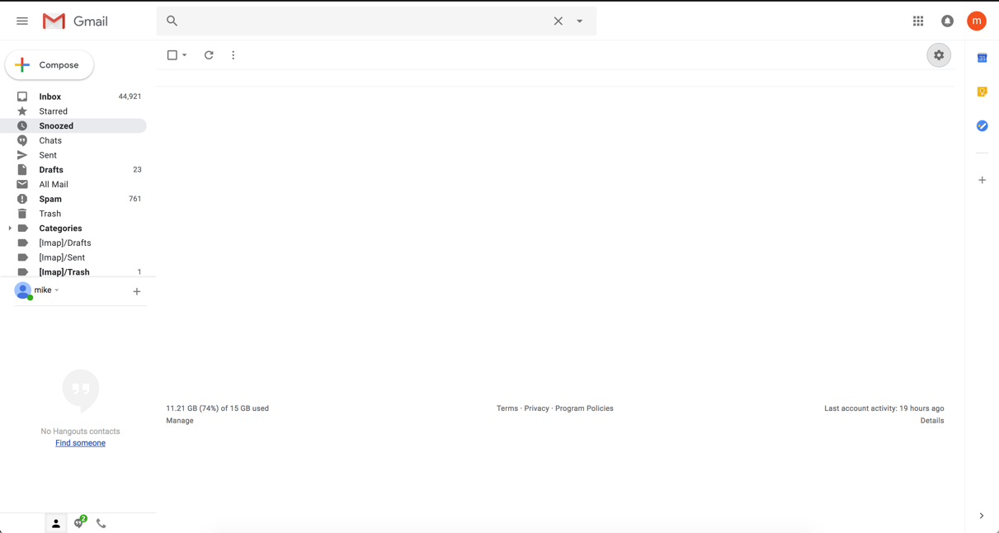 Gmail
m
Compose
31
Inbox 44,921
Starred
Snoozed
Chats
Sent
Drafts 23
All Mail
Spam 761
Trash
Categories
[Imap]/Drafts
[Imap]/Sent
[Imap]/Trash 1
mike
No Hangouts contacts
Find someone
2
11.21 GB (74%) of 15 GB used
Manage
Terms · Privacy · Program Policies
Last account activity: 19 hours ago
Details